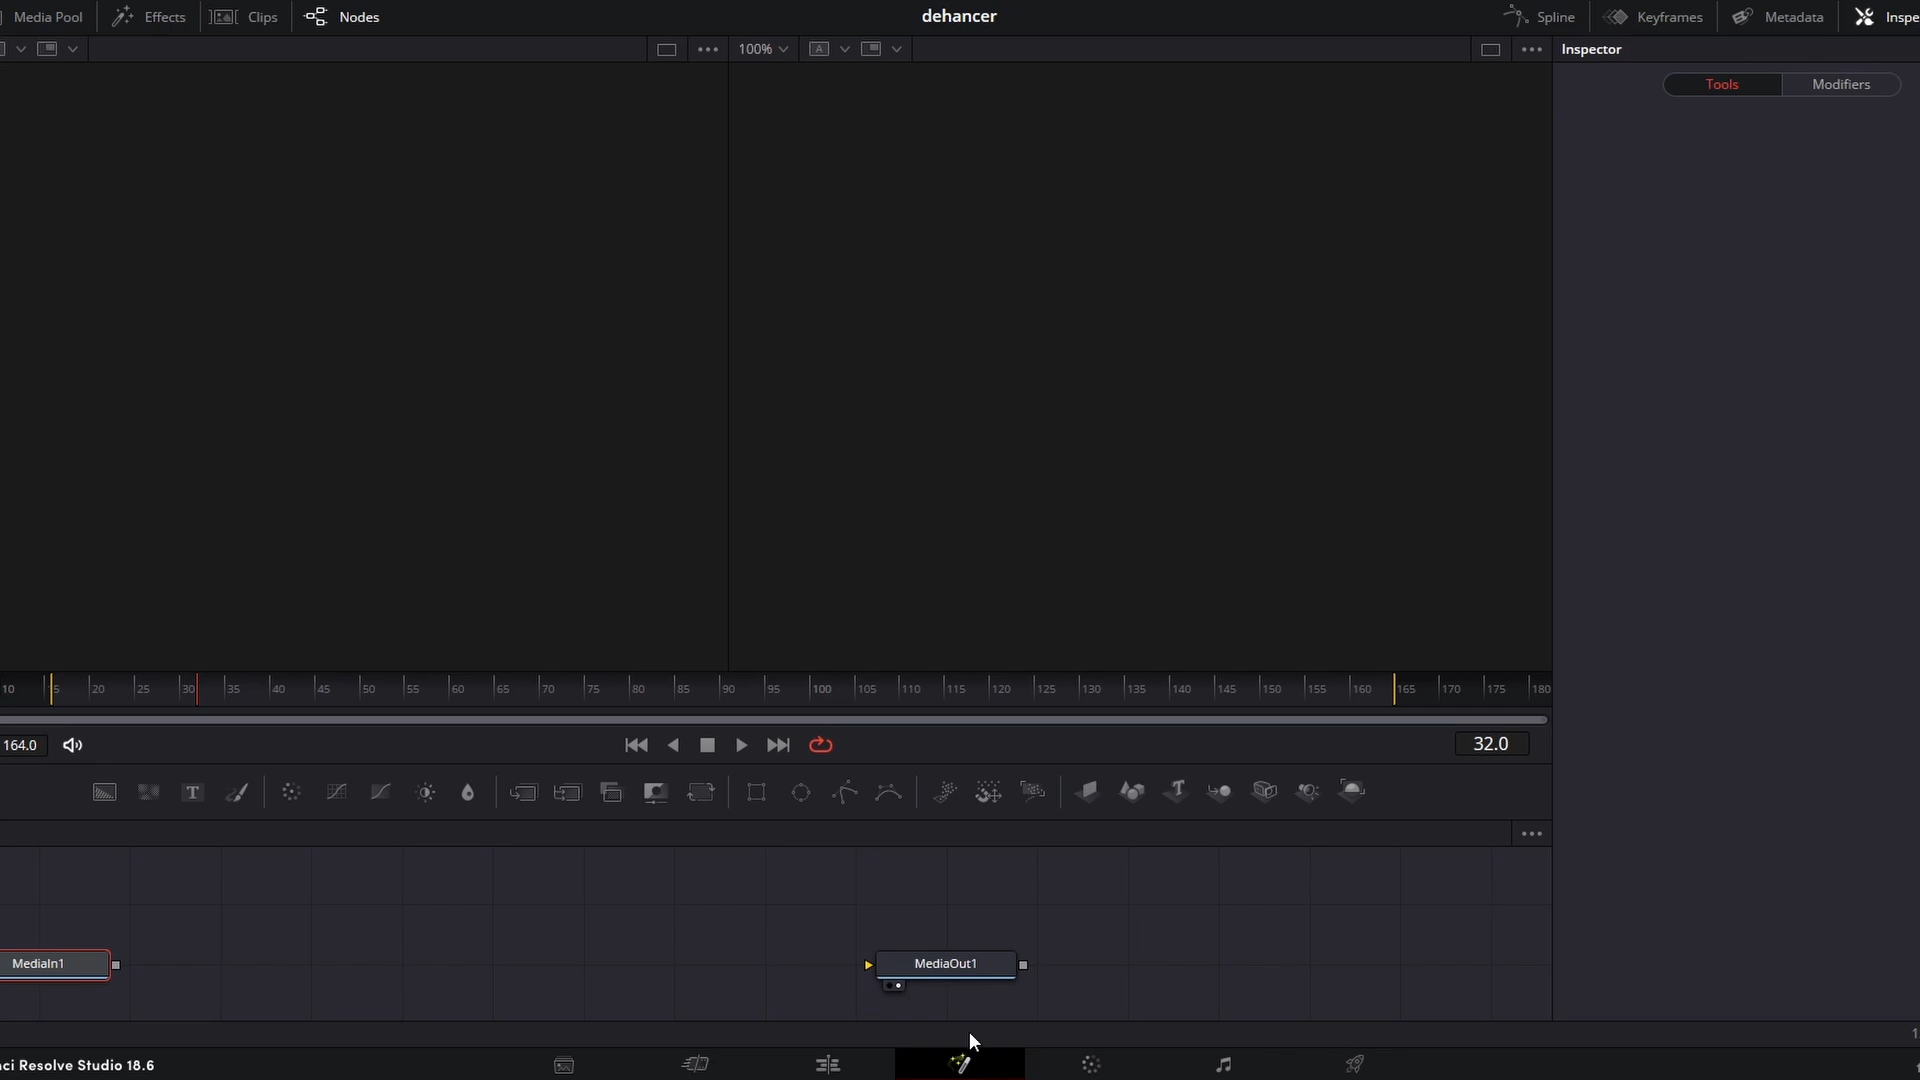 Media Pool Effects Clips Nodes dehancer Spline Keyframes Metadata Inspe
100% A Inspector
Tools Modifiers
10 5 20 25 30 35 40 45 50 55 60 65 70 75 80 85 90 95 100 105 110 115 120 125 130 135 140 145 150 155 160 165 170 175 180
164.0 32.0
T T
MediaIn1 MediaOut1
ci Resolve Studio 18.6